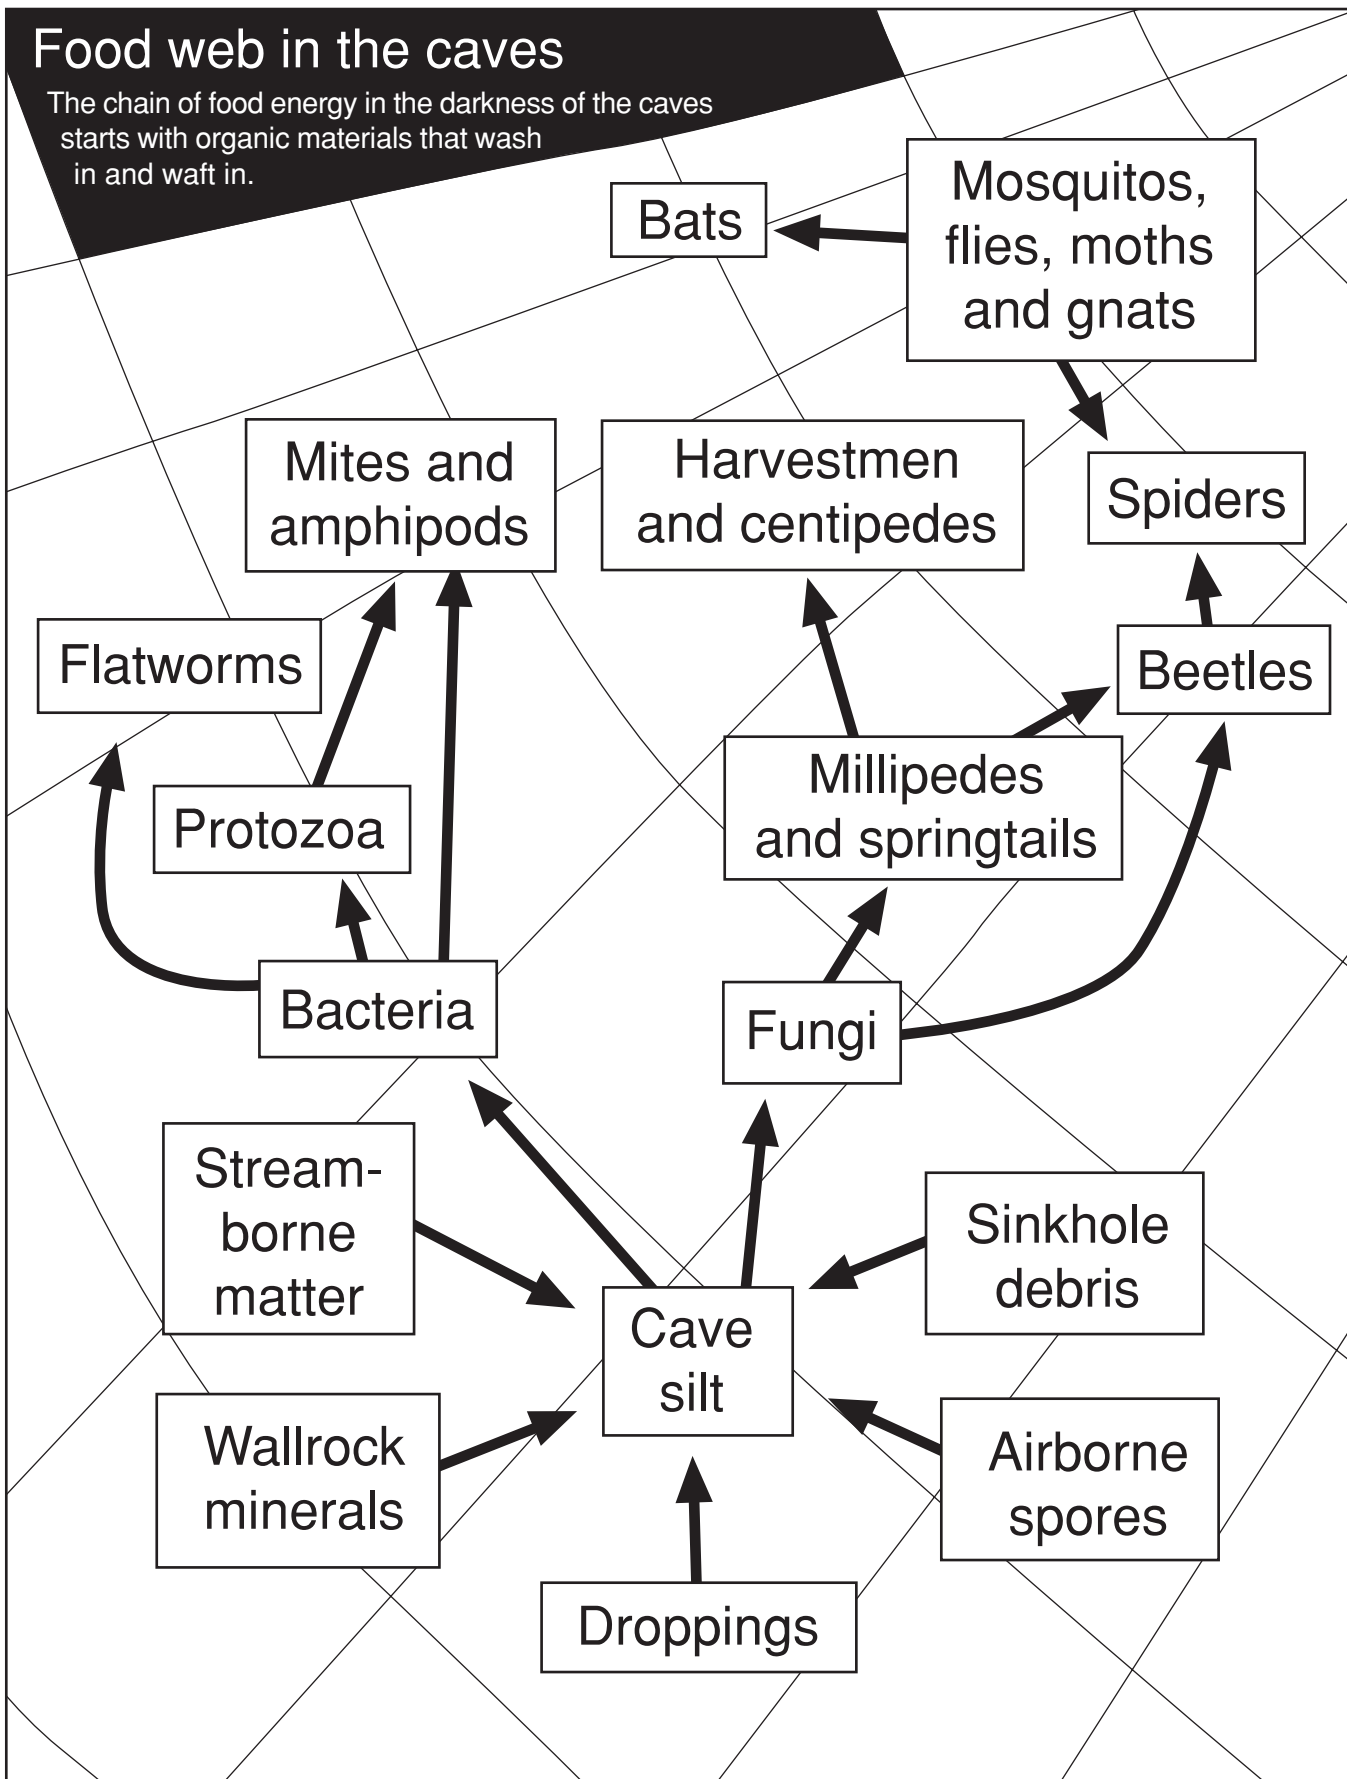 Food web in the caves
The chain of food energy in the darkness of the caves
starts with organic materials that wash
in and waft in.
Bats
Mosquitos,
flies, moths
and gnats
Mites and
amphipods
Harvestmen
and centipedes
Spiders
Flatworms
Beetles
Protozoa
Millipedes
and springtails
Bacteria
Fungi
Stream-
borne
matter
Sinkhole
debris
Cave
silt
Wallrock
minerals
Airborne
spores
Droppings